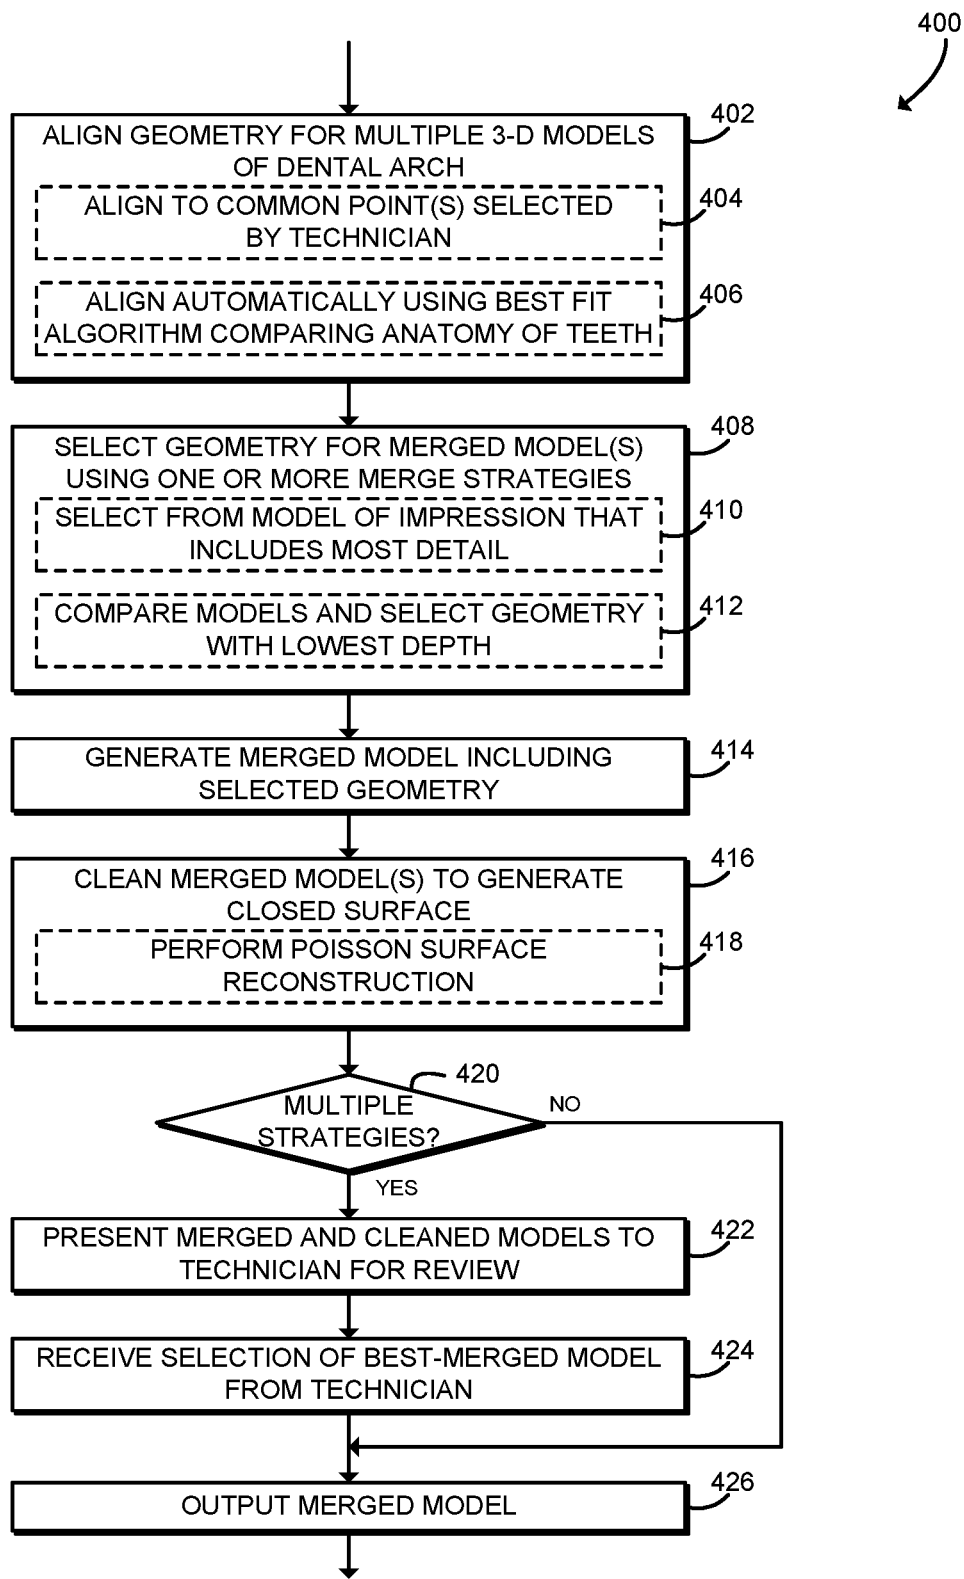 400
402
ALIGN GEOMETRY FOR MULTIPLE 3-D MODELS
OF DENTAL ARCH
404
ALIGN TO COMMON POINT(S) SELECTED
BY TECHNICIAN
406
ALIGN AUTOMATICALLY USING BEST FIT
ALGORITHM COMPARING ANATOMY OF TEETH
408
SELECT GEOMETRY FOR MERGED MODEL(S)
USING ONE OR MORE MERGE STRATEGIES
410
SELECT FROM MODEL OF IMPRESSION THAT
INCLUDES MOST DETAIL
412
COMPARE MODELS AND SELECT GEOMETRY
WITH LOWEST DEPTH
414
GENERATE MERGED MODEL INCLUDING
SELECTED GEOMETRY
416
CLEAN MERGED MODEL(S) TO GENERATE
CLOSED SURFACE
418
PERFORM POISSON SURFACE
RECONSTRUCTION
420
MULTIPLE
STRATEGIES?
NO
YES
422
PRESENT MERGED AND CLEANED MODELS TO
TECHNICIAN FOR REVIEW
424
RECEIVE SELECTION OF BEST-MERGED MODEL
FROM TECHNICIAN
426
OUTPUT MERGED MODEL